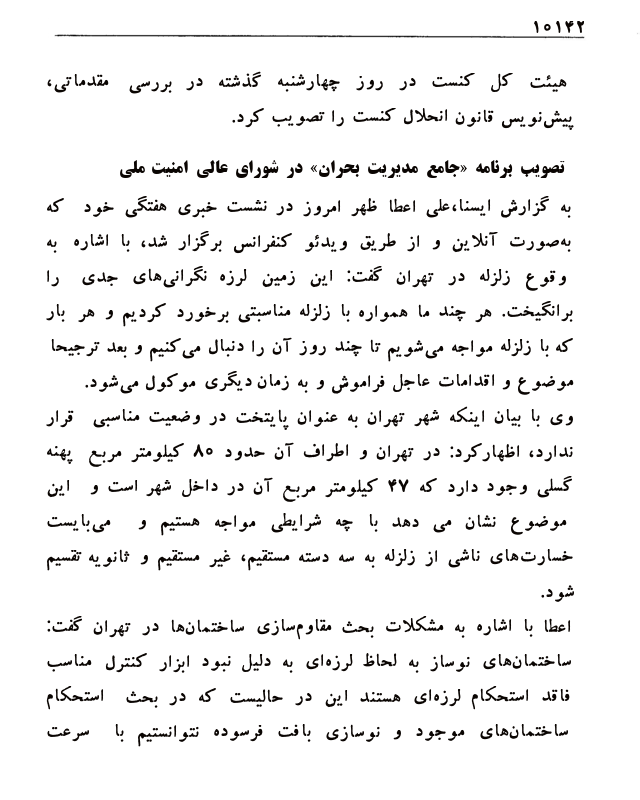 ۱۰۱۴۲
هیئت کل کنست در روز چهارشنبه گذشته در بررسی مقدماتی،
پیش‌نویس قانون انحلال کنست را تصویب کرد.
تصویب برنامه «جامع مدیریت بحران» در شورای عالی امنیت ملی
به گزارش ایسنا،علی اعطا ظهر امروز در نشست خبری هفتگی خود که
به‌صورت آنلاین و از طریق ویدئو کنفرانس برگزار شد، با اشاره به
وقوع زلزله در تهران گفت: این زمین لرزه نگرانی‌های جدی را
برانگیخت. هر چند ما همواره با زلزله مناسبتی برخورد کردیم و هر بار
که با زلزله مواجه می‌شویم تا چند روز آن را دنبال می‌کنیم و بعد ترجیحا
موضوع و اقدامات عاجل فراموش و به زمان دیگری موکول می‌شود.
وی با بیان اینکه شهر تهران به عنوان پایتخت در وضعیت مناسبی قرار
ندارد، اظهارکرد: در تهران و اطراف آن حدود ۸۰ کیلومتر مربع پهنه
گسلی وجود دارد که ۴۷ کیلومتر مربع آن در داخل شهر است و این
موضوع نشان می دهد با چه شرایطی مواجه هستیم و می‌بایست
خسارت‌های ناشی از زلزله به سه دسته مستقیم، غیر مستقیم و ثانویه تقسیم
شود.
اعطا با اشاره به مشکلات بحث مقاوم‌سازی ساختمان‌ها در تهران گفت:
ساختمان‌های نوساز به لحاظ لرزه‌ای به دلیل نبود ابزار کنترل مناسب
فاقد استحکام لرزه‌ای هستند این در حالیست که در بحث استحکام
ساختمان‌های موجود و نوسازی بافت فرسوده نتوانستیم با سرعت